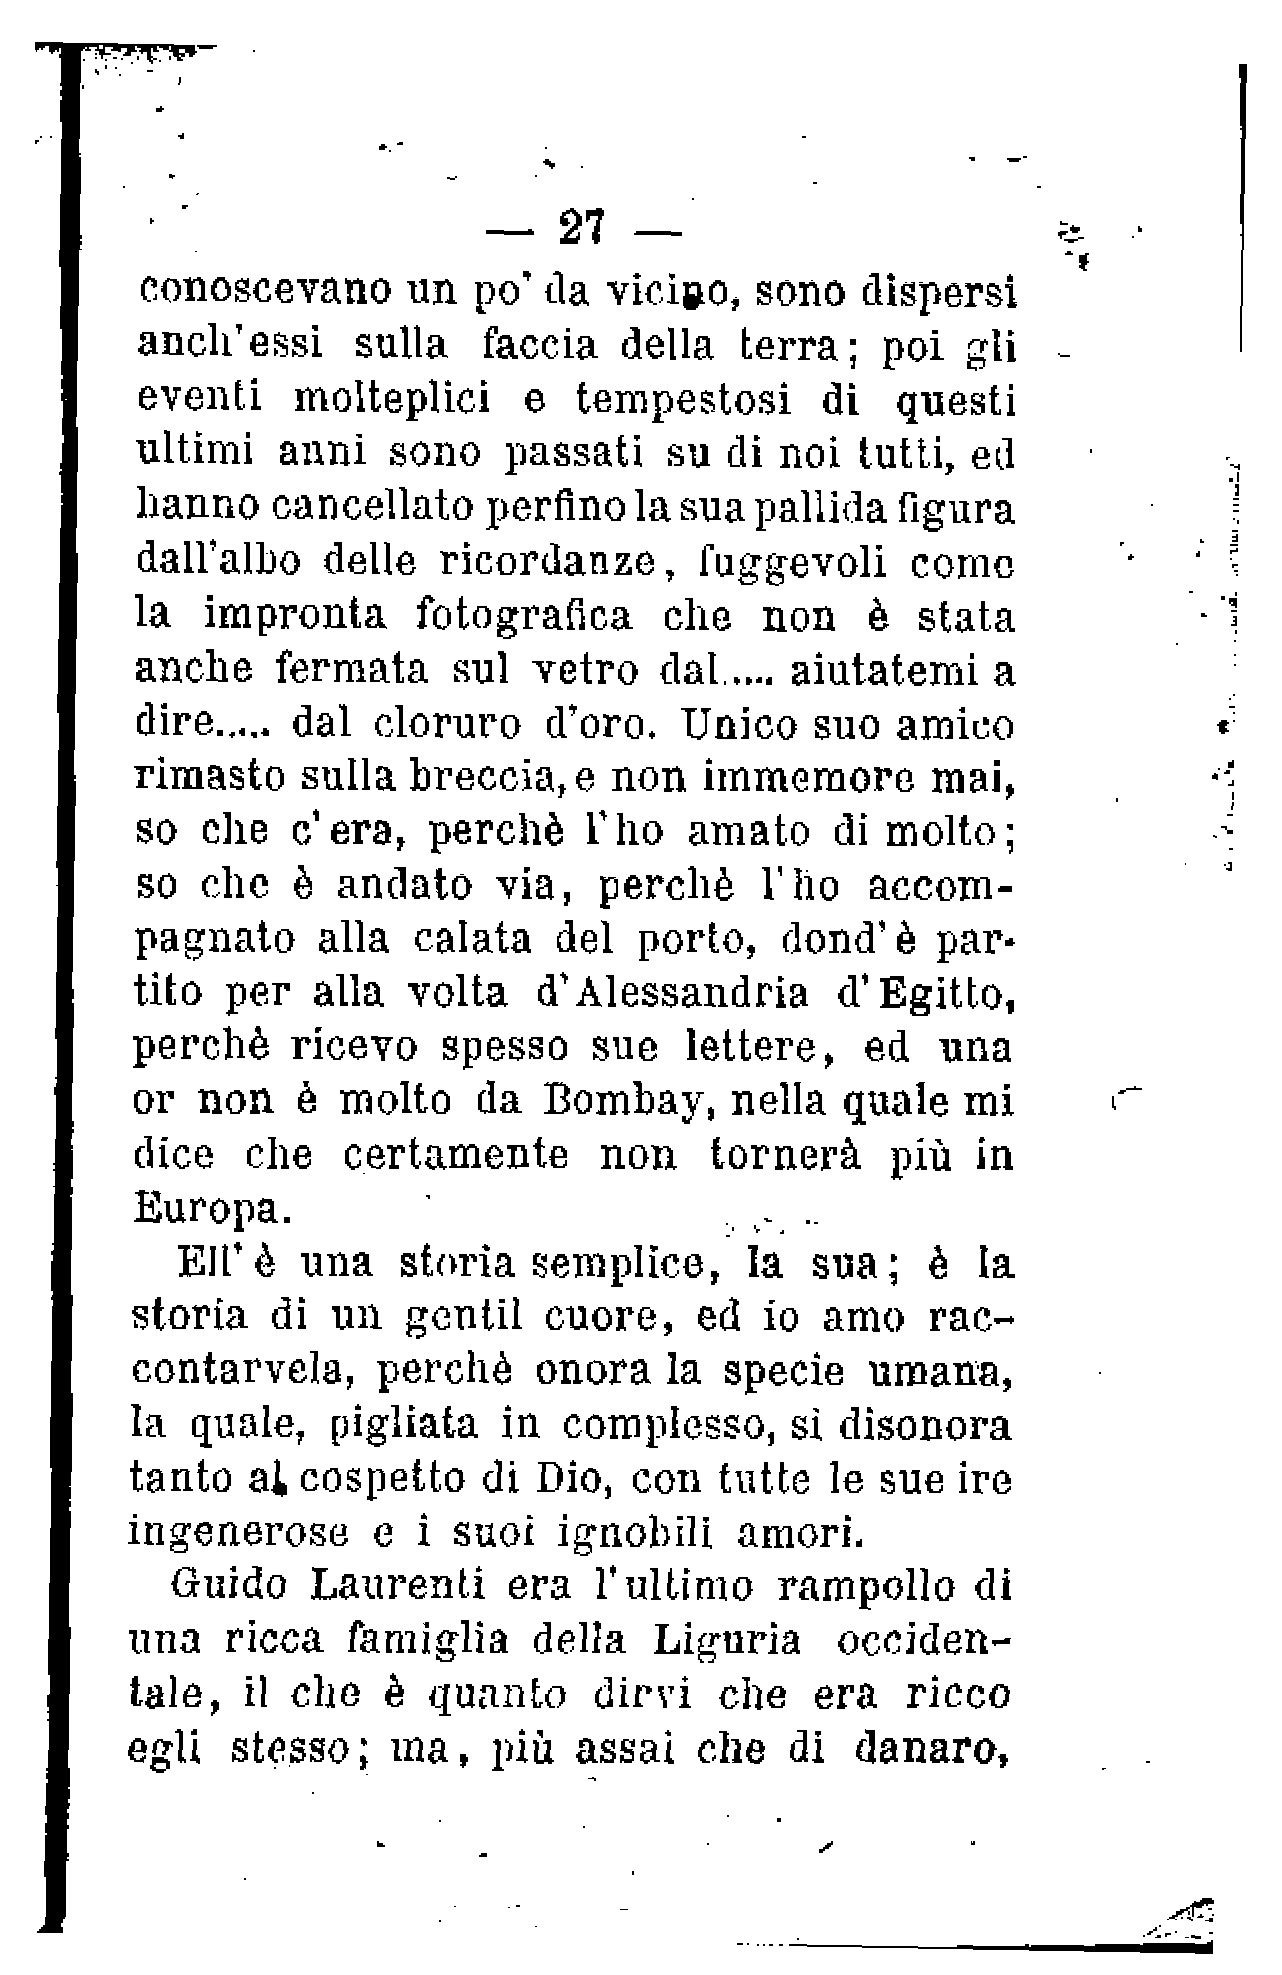 — 27 —
conoscevano un po' da vicino, sono dispersi
anch'essi sulla faccia della terra; poi gli
eventi molteplici e tempestosi di questi
ultimi anni sono passati su di noi tutti, ed
hanno cancellato perfino la sua pallida figura
dall'albo delle ricordanze, fuggevoli come
la impronta fotografica che non è stata
anche fermata sul vetro dal..... aiutatemi a
dire..... dal cloruro d'oro. Unico suo amico
rimasto sulla breccia, e non immemore mai,
so che c'era, perchè l'ho amato di molto;
so che è andato via, perchè l'ho accom-
pagnato alla calata del porto, dond'è par-
tito per alla volta d'Alessandria d'Egitto,
perchè ricevo spesso sue lettere, ed una
or non è molto da Bombay, nella quale mi
dice che certamente non tornerà più in
Europa.
Ell'è una storia semplice, la sua; è la
storia di un gentil cuore, ed io amo rac-
contarvela, perchè onora la specie umana,
la quale, pigliata in complesso, si disonora
tanto al cospetto di Dio, con tutte le sue ire
ingenerose e i suoi ignobili amori.
Guido Laurenti era l'ultimo rampollo di
una ricca famiglia della Liguria occiden-
tale, il che è quanto dirvi che era ricco
egli stesso; ma, più assai che di danaro,